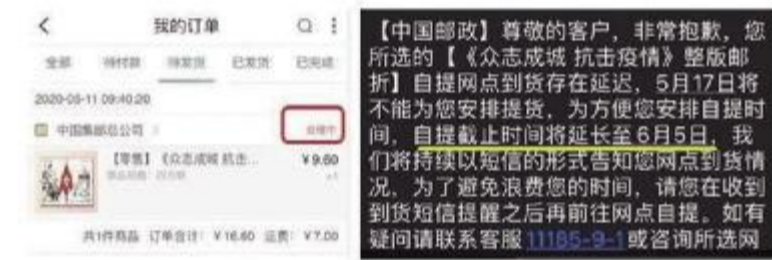 我的订单
全部 待付款 待发货 已发货 已完成
2020-05-11 09:40:20
中国集邮总公司
【零售】《众志成城 抗击... ¥9.60
共1件商品 订单合计：¥16.60 运费：¥7.00
【中国邮政】尊敬的客户，非常抱歉，您
所选的【《众志成城 抗击疫情》整版邮
折】自提网点到货存在延迟，5月17日将
不能为您安排提货，为方便您安排自提时
间，自提截止时间将延长至6月5日，我
们将持续以短信的形式告知您网点到货情
况，为了避免浪费您的时间，请您在收到
到货短信提醒之后再前往网点自提。如有
疑问请联系客服11185-9-1或咨询所选网